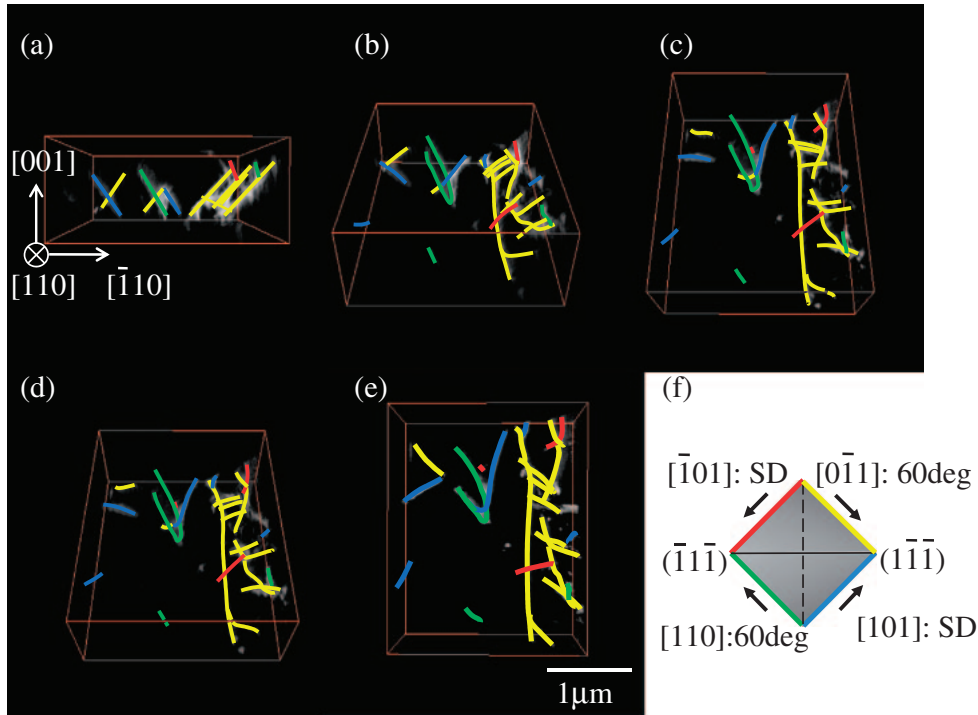 (a)
(b)
(c)
[001]
[110]
[1̄10]
(d)
(e)
(f)
[1̄01]: SD
[01̄1]: 60deg
(1̄11̄)
(11̄1̄)
[110]:60deg
[101]: SD
1μm